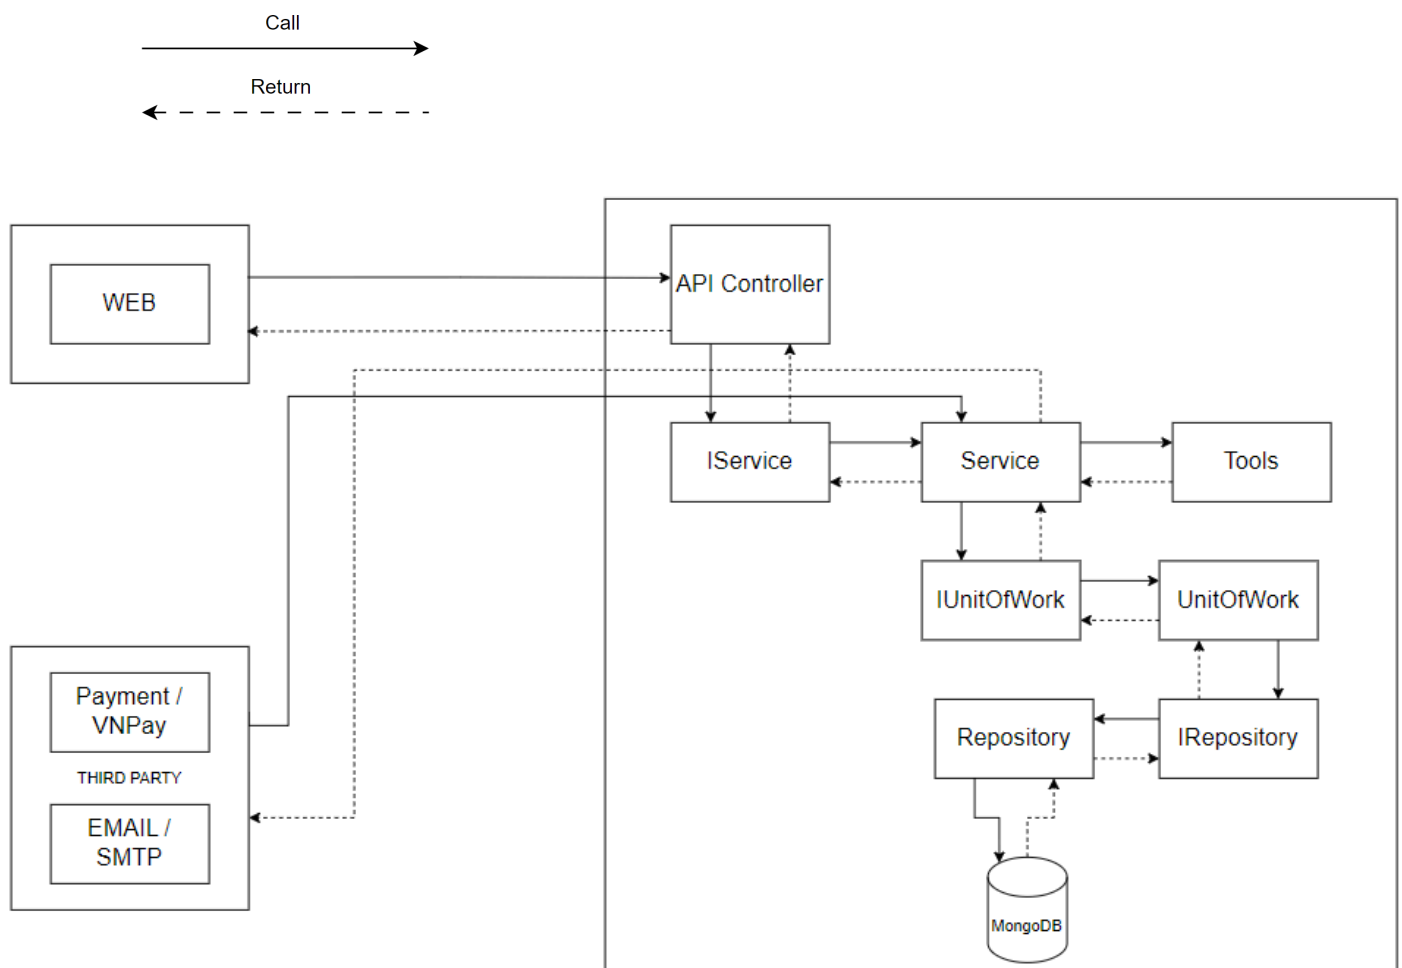 Call
Return
WEB
API Controller
IService
Service
Tools
IUnitOfWork
UnitOfWork
Payment /
VNPay
THIRD PARTY
EMAIL /
SMTP
Repository
IRepository
MongoDB